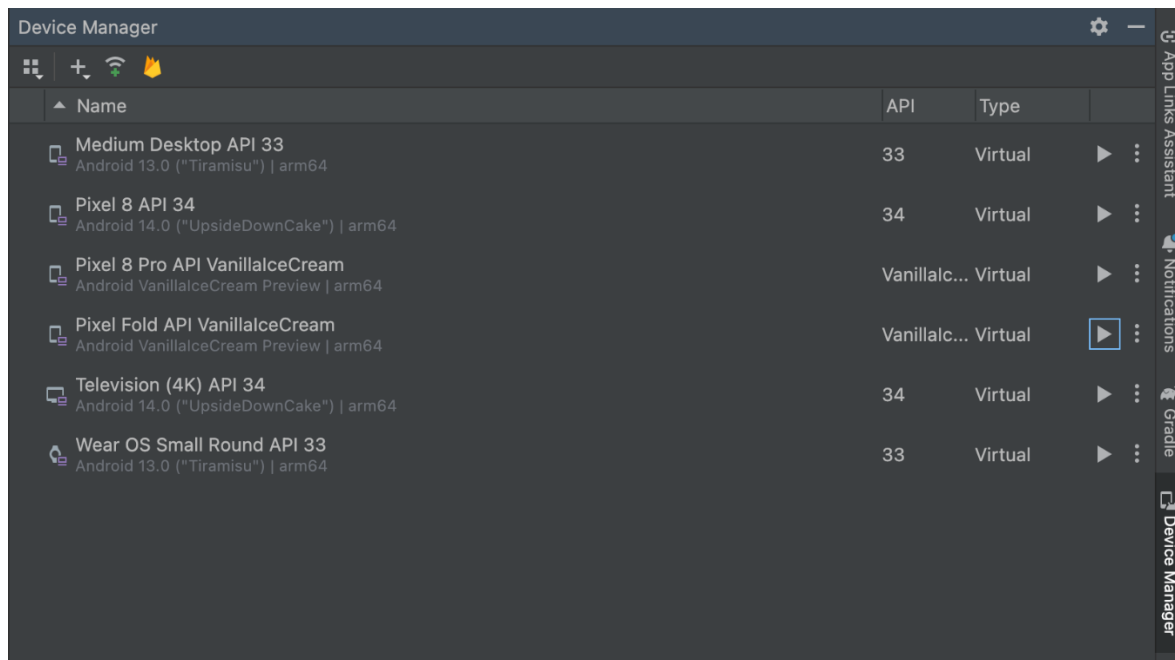 Device Manager
Name
API
Type
Medium Desktop API 33
Android 13.0 ("Tiramisu") | arm64
33
Virtual
Pixel 8 API 34
Android 14.0 ("UpsideDownCake") | arm64
34
Virtual
Pixel 8 Pro API VanillaIceCream
Android VanillaIceCream Preview | arm64
VanillaIc...
Virtual
Pixel Fold API VanillaIceCream
Android VanillaIceCream Preview | arm64
VanillaIc...
Virtual
Television (4K) API 34
Android 14.0 ("UpsideDownCake") | arm64
34
Virtual
Wear OS Small Round API 33
Android 13.0 ("Tiramisu") | arm64
33
Virtual
App Links Assistant
Notifications
Gradle
Device Manager